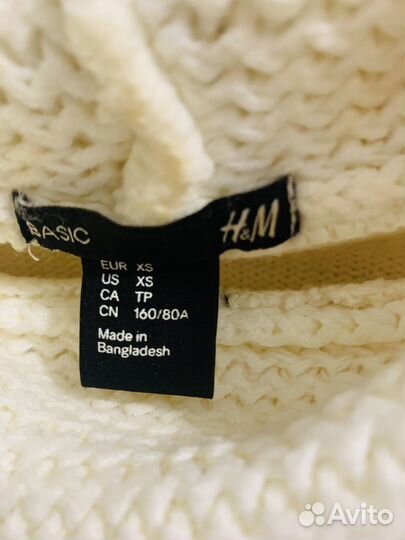 BASIC
H&M
EUR XS
US XS
CA TP
CN 160/80A
Made in
Bangladesh
Avito